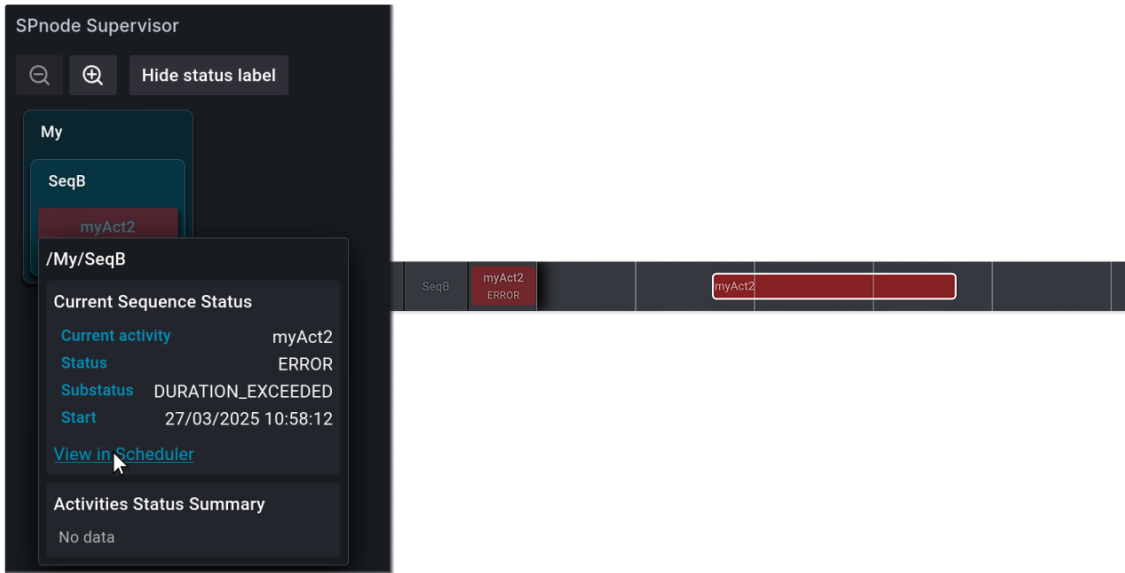 SPnode Supervisor
Hide status label
My
SeqB
myAct2
/My/SeqB
Current Sequence Status
Current activity myAct2
Status ERROR
Substatus DURATION_EXCEEDED
Start 27/03/2025 10:58:12
View in Scheduler
Activities Status Summary
No data
SeqB
myAct2
ERROR
myAct2